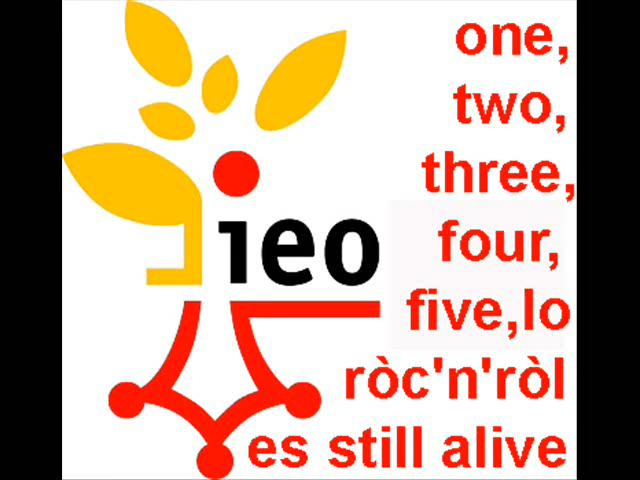 one,
two,
three,
ieo
four,
five,lo
ròc'n'ròl
es still alive